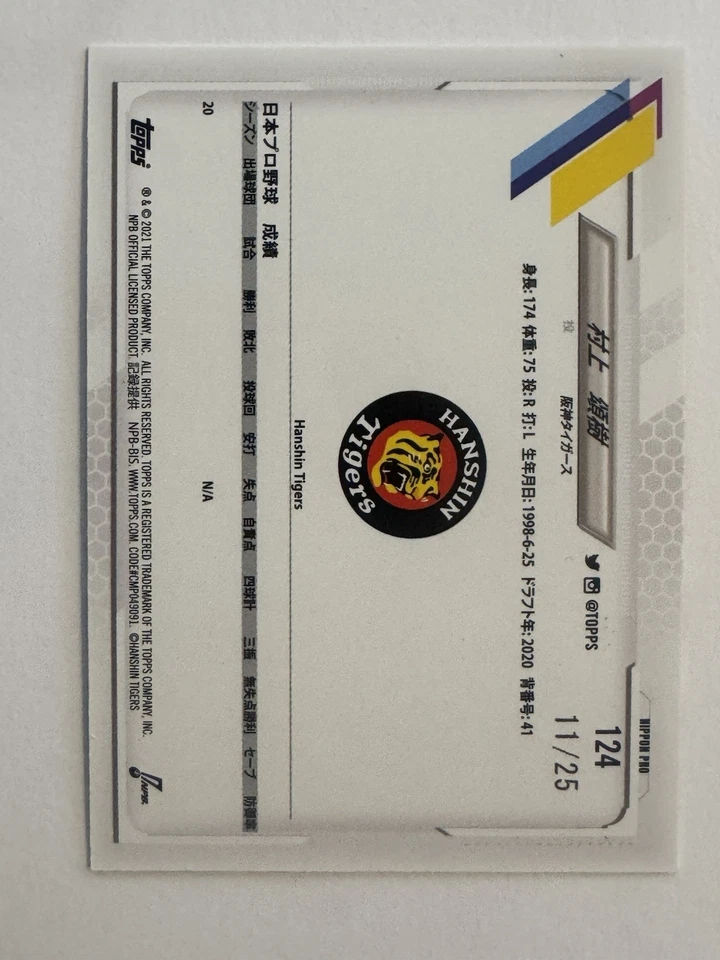 NIPPON PRO
124
11/25
村上 頌樹
@TOPPS
投 阪神タイガース
身長: 174 体重: 75 投: R 打: L 生年月日: 1998-6-25 ドラフト年: 2020 背番号: 41
HANSHIN
Tigers
Hanshin Tigers
日本プロ野球 成績
シーズン 出場球団 試合 勝利 敗北 投球回 安打 失点 自責点 四球計 三振 無失点勝利 セーブ 防御率
20 N/A
topps
® & © 2021 THE TOPPS COMPANY, INC. ALL RIGHTS RESERVED. TOPPS IS A REGISTERED TRADEMARK OF THE TOPPS COMPANY, INC.
NPB OFFICIAL LICENSED PRODUCT 記録提供 NPB-BIS. WWW.TOPPS.COM. CODE#CMP049091. ©HANSHIN TIGERS
NPB